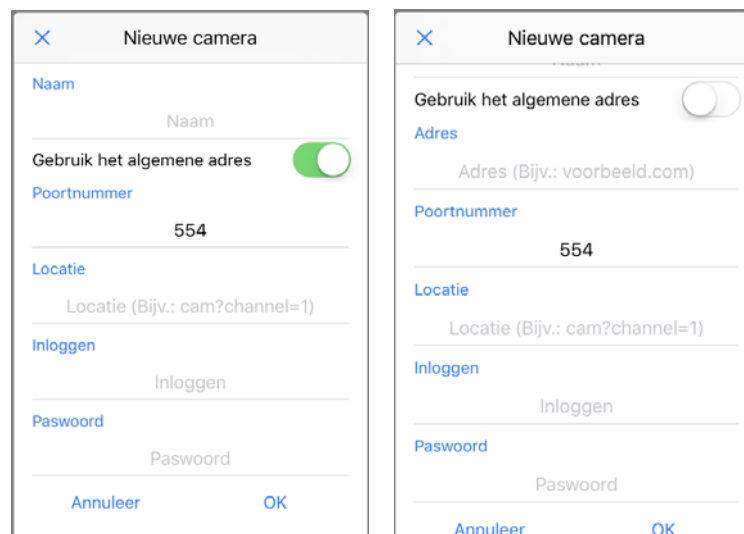 Nieuwe camera
Naam
Naam
Gebruik het algemene adres
Poortnummer
554
Locatie
Locatie (Bijv.: cam?channel=1)
Inloggen
Inloggen
Paswoord
Paswoord
Annuleer OK
Nieuwe camera
Naam
Gebruik het algemene adres
Adres
Adres (Bijv.: voorbeeld.com)
Poortnummer
554
Locatie
Locatie (Bijv.: cam?channel=1)
Inloggen
Inloggen
Paswoord
Paswoord
Annuleer OK